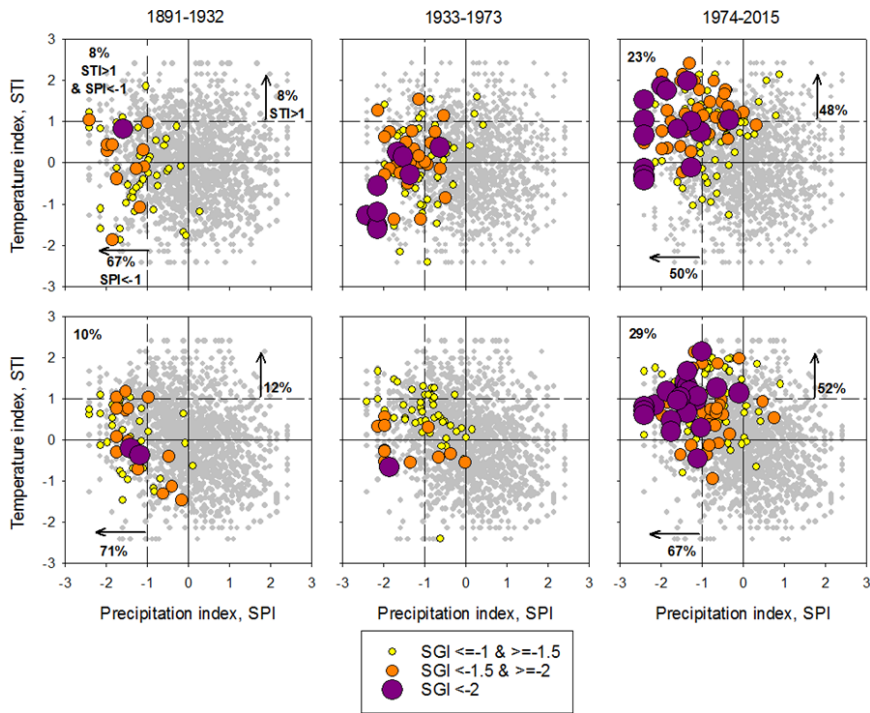 1891-1932 1933-1973 1974-2015
Temperature index, STI
3
2
1
0
-1
-2
-3
8%
STI>1
& SPI<-1
8%
STI>1
67%
SPI<-1
23%
48%
50%
Temperature index, STI
3
2
1
0
-1
-2
-3
10%
12%
71%
29%
52%
67%
-3 -2 -1 0 1 2 3 -3 -2 -1 0 1 2 3 -3 -2 -1 0 1 2 3
Precipitation index, SPI Precipitation index, SPI Precipitation index, SPI
SGI <=-1 & >=-1.5
SGI <-1.5 & >=-2
SGI <-2